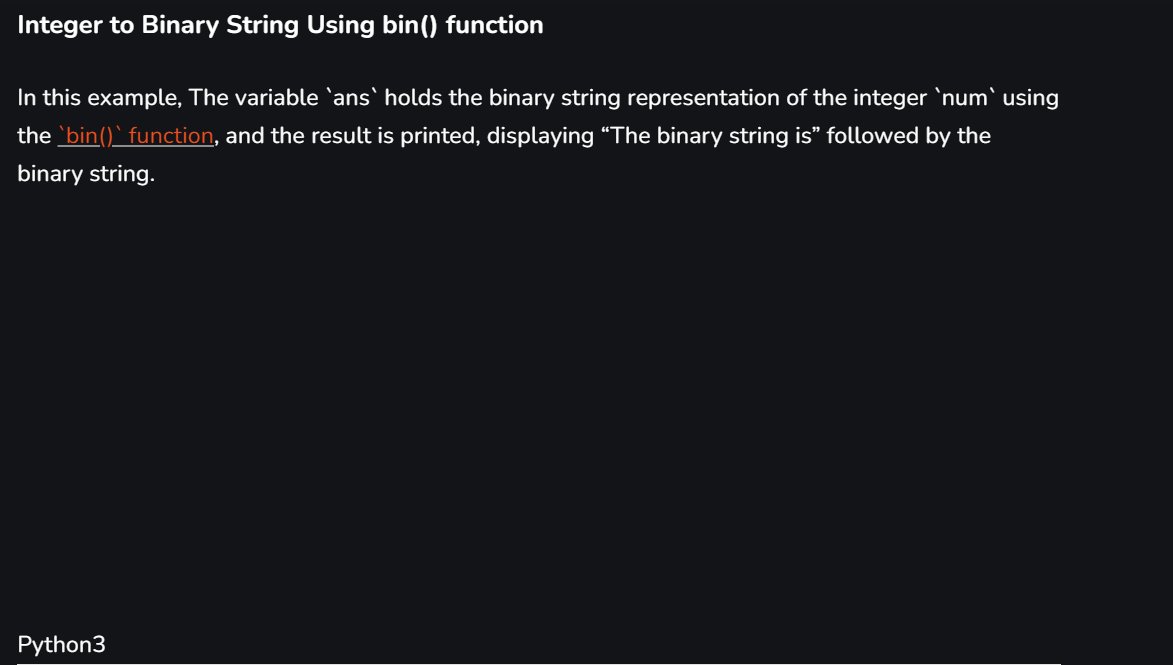 Integer to Binary String Using bin() function
In this example, The variable `ans` holds the binary string representation of the integer `num` using
the `bin()` function, and the result is printed, displaying “The binary string is” followed by the
binary string.
Python3